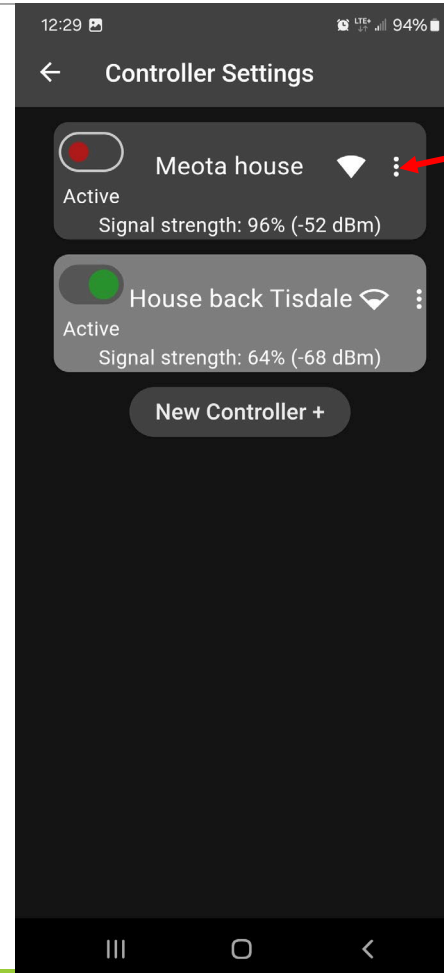 12:29 LTE+ 94%
Controller Settings
Meota house
Active
Signal strength: 96% (-52 dBm)
House back Tisdale
Active
Signal strength: 64% (-68 dBm)
New Controller +